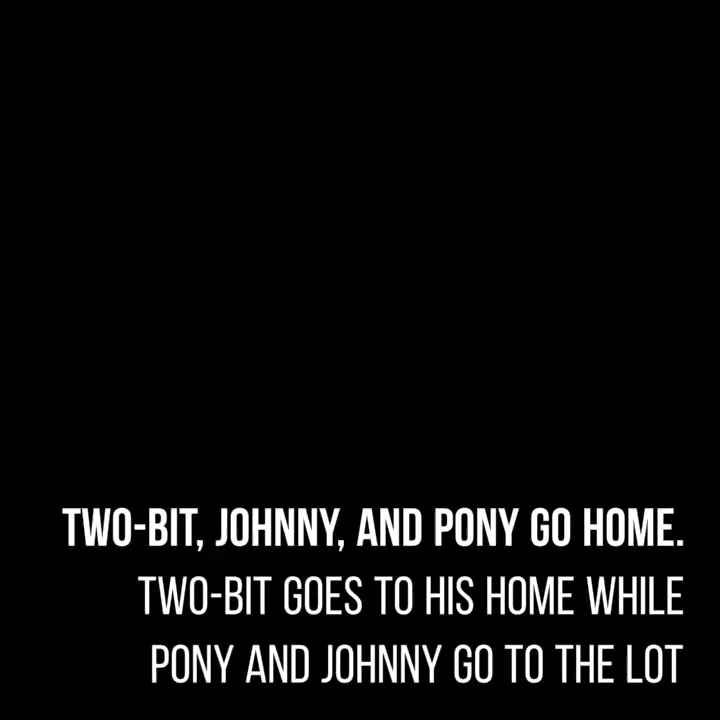 TWO-BIT, JOHNNY, AND PONY GO HOME.
TWO-BIT GOES TO HIS HOME WHILE
PONY AND JOHNNY GO TO THE LOT